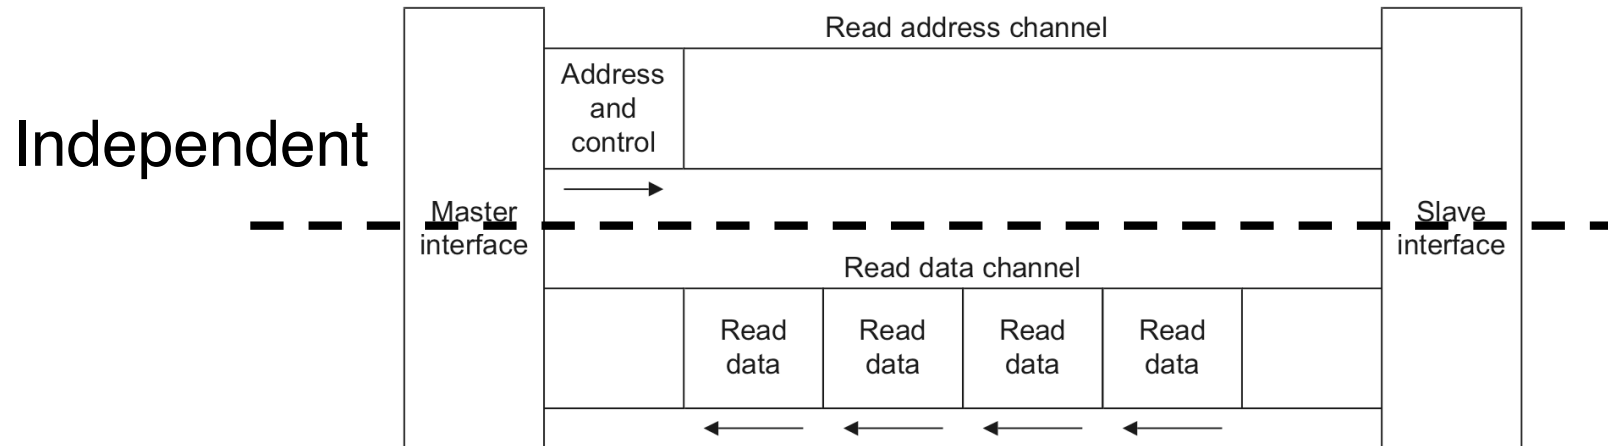 Read address channel
Address
and
control
Independent
Master
interface
Slave
interface
Read data channel
Read
data
Read
data
Read
data
Read
data